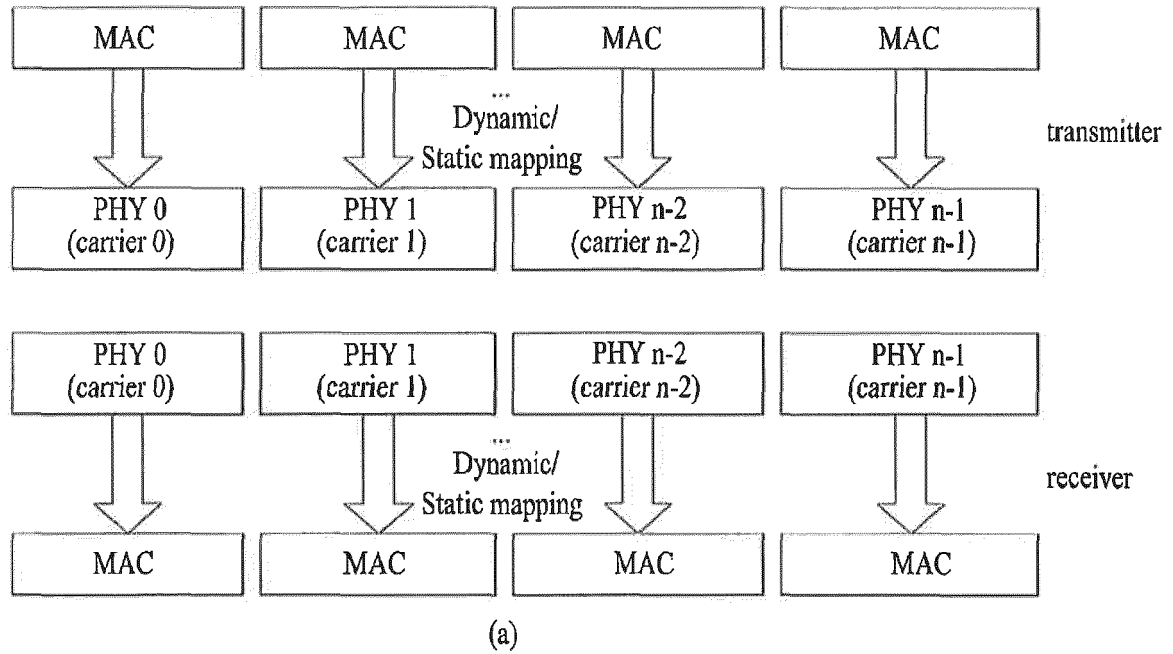 MAC MAC MAC MAC
...
Dynamic/
Static mapping
transmitter
PHY 0 PHY 1 PHY n-2 PHY n-1
(carrier 0) (carrier 1) (carrier n-2) (carrier n-1)
PHY 0 PHY 1 PHY n-2 PHY n-1
(carrier 0) (carrier 1) (carrier n-2) (carrier n-1)
...
Dynamic/
Static mapping
receiver
MAC MAC MAC MAC
(a)